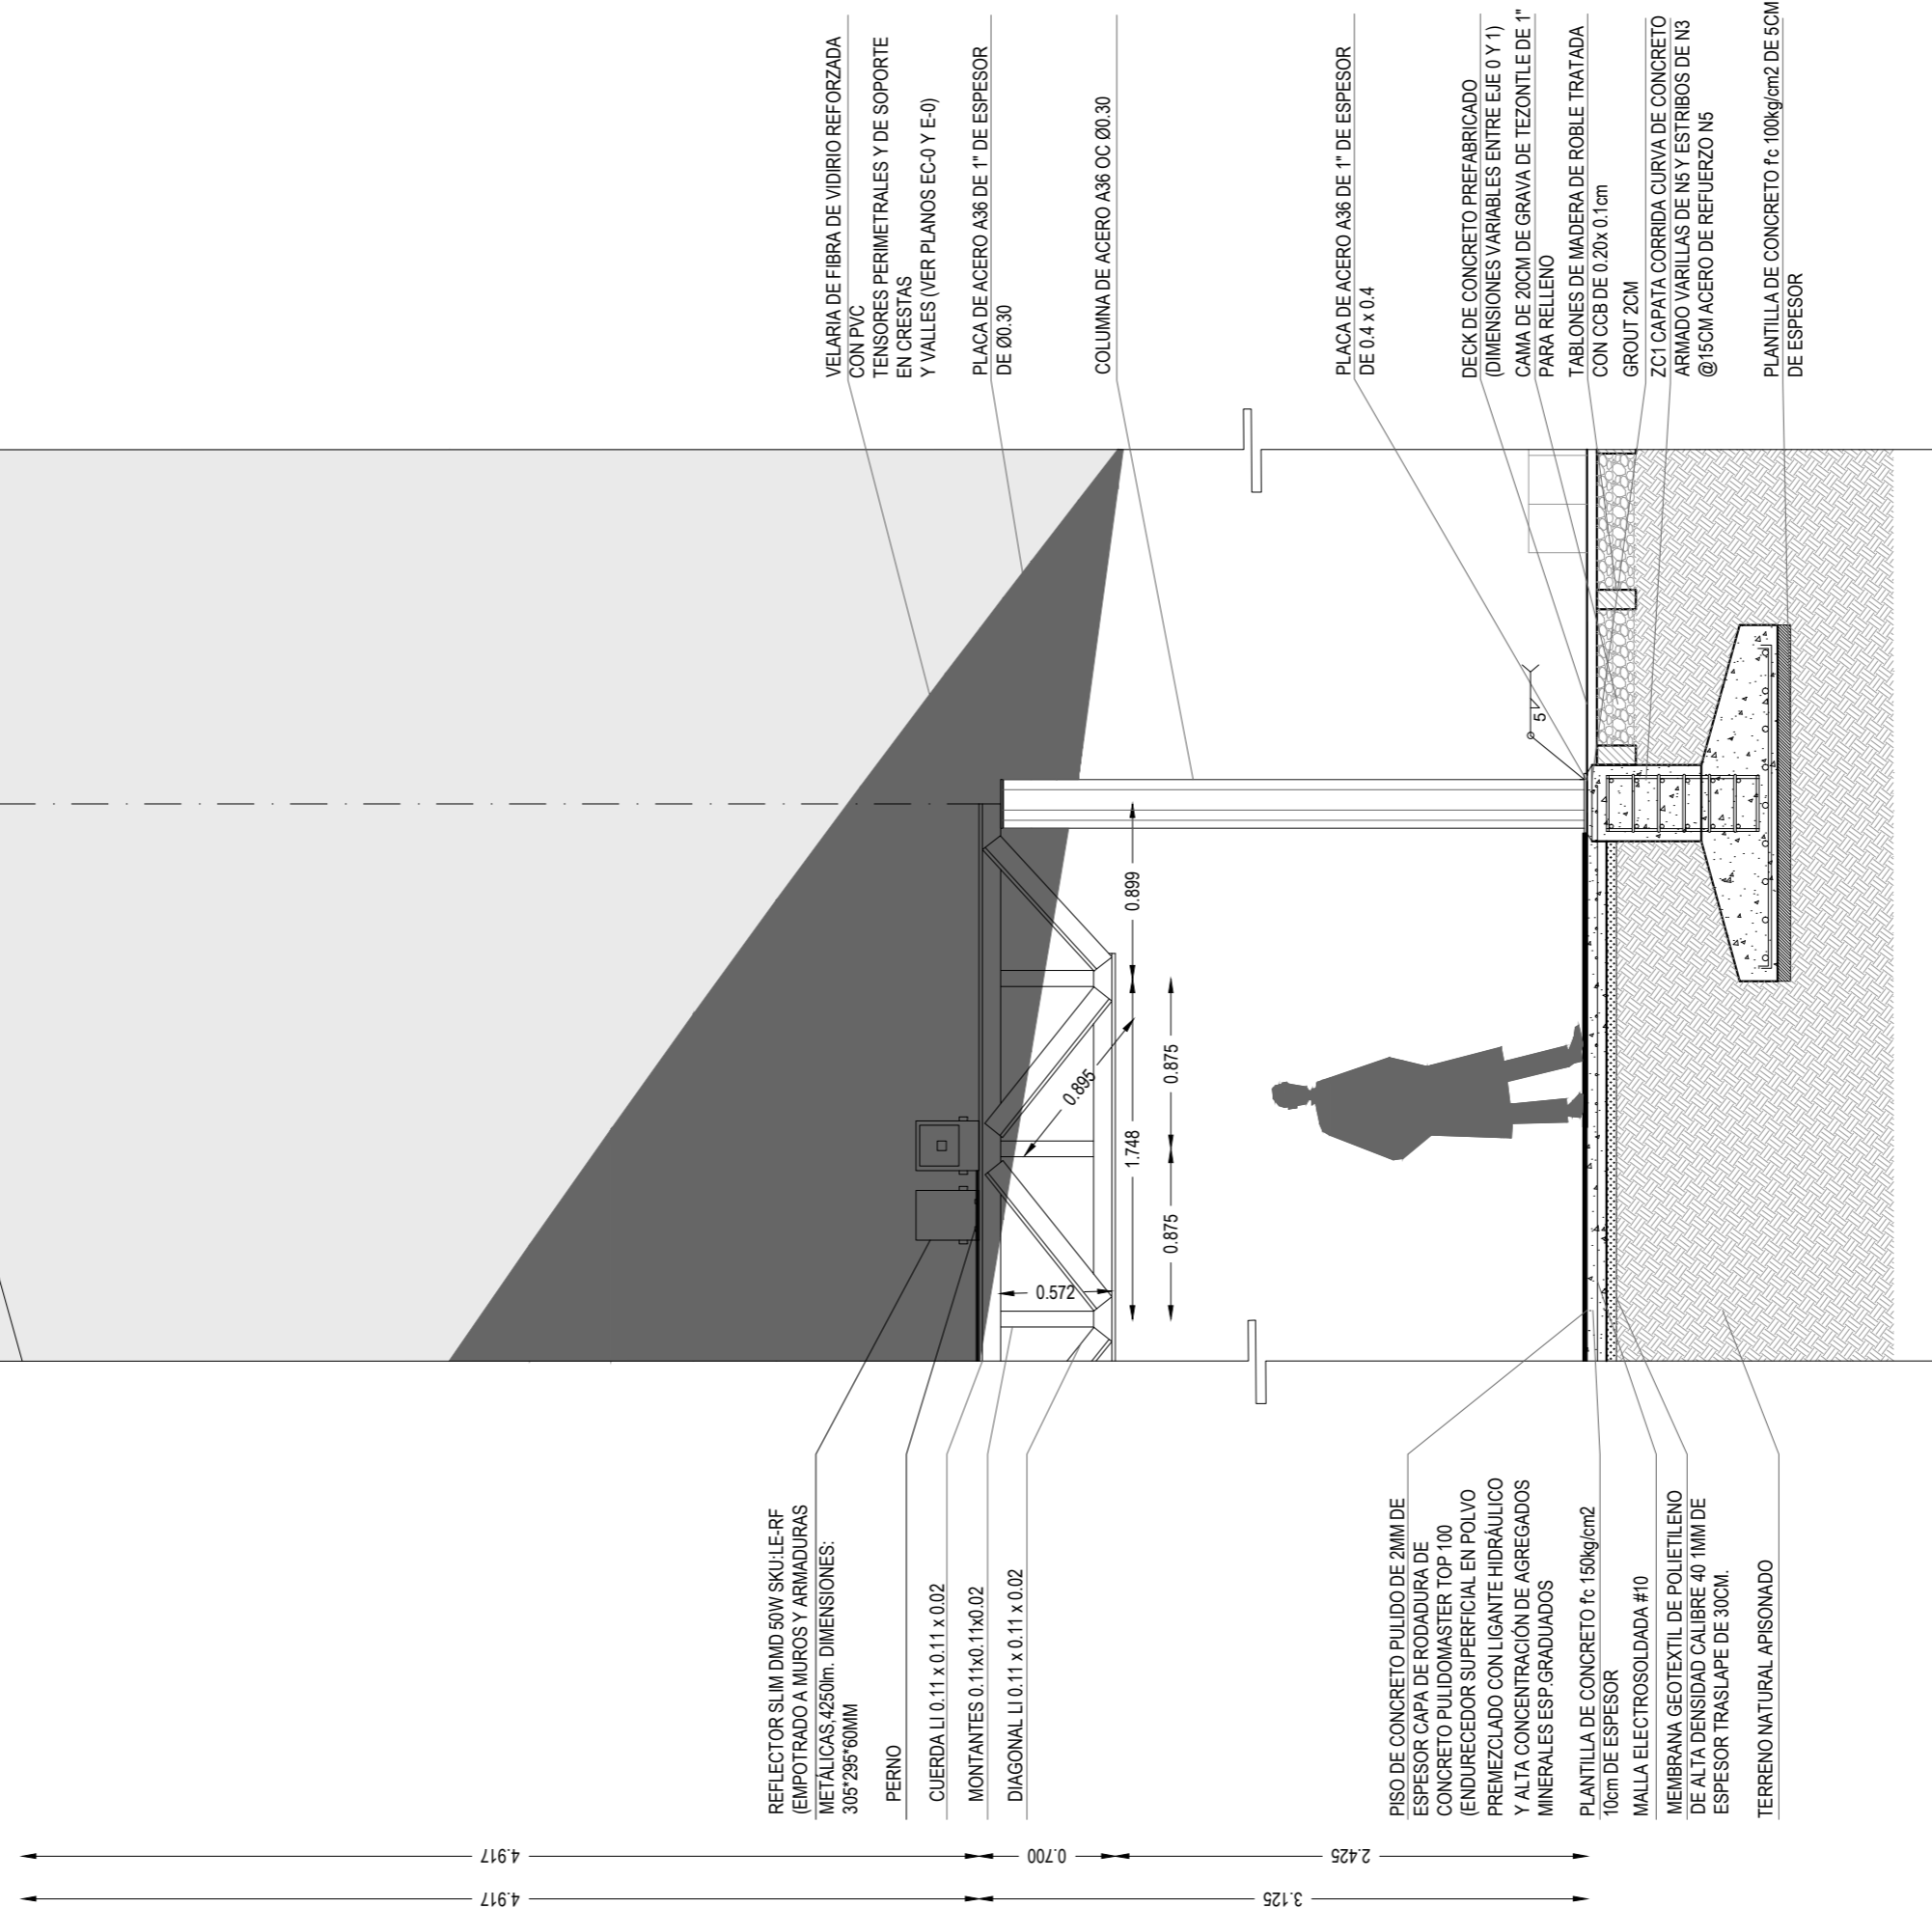 VELARIA DE FIBRA DE VIDIRIO REFORZADA
CON PVC
TENSORES PERIMETRALES Y DE SOPORTE
EN CRESTAS
Y VALLES (VER PLANOS EC-0 Y E-0)
PLACA DE ACERO A36 DE 1" DE ESPESOR
DE Ø0.30
COLUMNA DE ACERO A36 OC Ø0.30
PLACA DE ACERO A36 DE 1" DE ESPESOR
DE 0.4 x 0.4
DECK DE CONCRETO PREFABRICADO
(DIMENSIONES VARIABLES ENTRE EJE 0 Y 1)
CAMA DE 20CM DE GRAVA DE TEZONTLE DE 1"
PARA RELLENO
TABLONES DE MADERA DE ROBLE TRATADA
CON CCB DE 0.20x 0.1cm
GROUT 2CM
ZC1 CAPATA CORRIDA CURVA DE CONCRETO
ARMADO VARILLAS DE N5 Y ESTRIBOS DE N3
@15CM ACERO DE REFUERZO N5
PLANTILLA DE CONCRETO f'c 100kg/cm2 DE 5CM
DE ESPESOR
5
0.899
0.895
1.748
0.875
0.875
0.572
REFLECTOR SLIM DMD 50W SKU:LE-RF
(EMPOTRADO A MUROS Y ARMADURAS
METÁLICAS,4250lm. DIMENSIONES:
305*295*60MM
PERNO
CUERDA LI 0.11 x 0.11 x 0.02
MONTANTES 0.11x0.11x0.02
DIAGONAL LI 0.11 x 0.11 x 0.02
PISO DE CONCRETO PULIDO DE 2MM DE
ESPESOR CAPA DE RODADURA DE
CONCRETO PULIDOMASTER TOP 100
(ENDURECEDOR SUPERFICIAL EN POLVO
PREMEZCLADO CON LIGANTE HIDRÁULICO
Y ALTA CONCENTRACIÓN DE AGREGADOS
MINERALES ESP.GRADUADOS
PLANTILLA DE CONCRETO f'c 150kg/cm2
10cm DE ESPESOR
MALLA ELECTROSOLDADA #10
MEMBRANA GEOTEXTIL DE POLIETILENO
DE ALTA DENSIDAD CALIBRE 40 1MM DE
ESPESOR TRASLAPE DE 30CM.
TERRENO NATURAL APISONADO
4.917
0.700
2.425
4.917
3.125